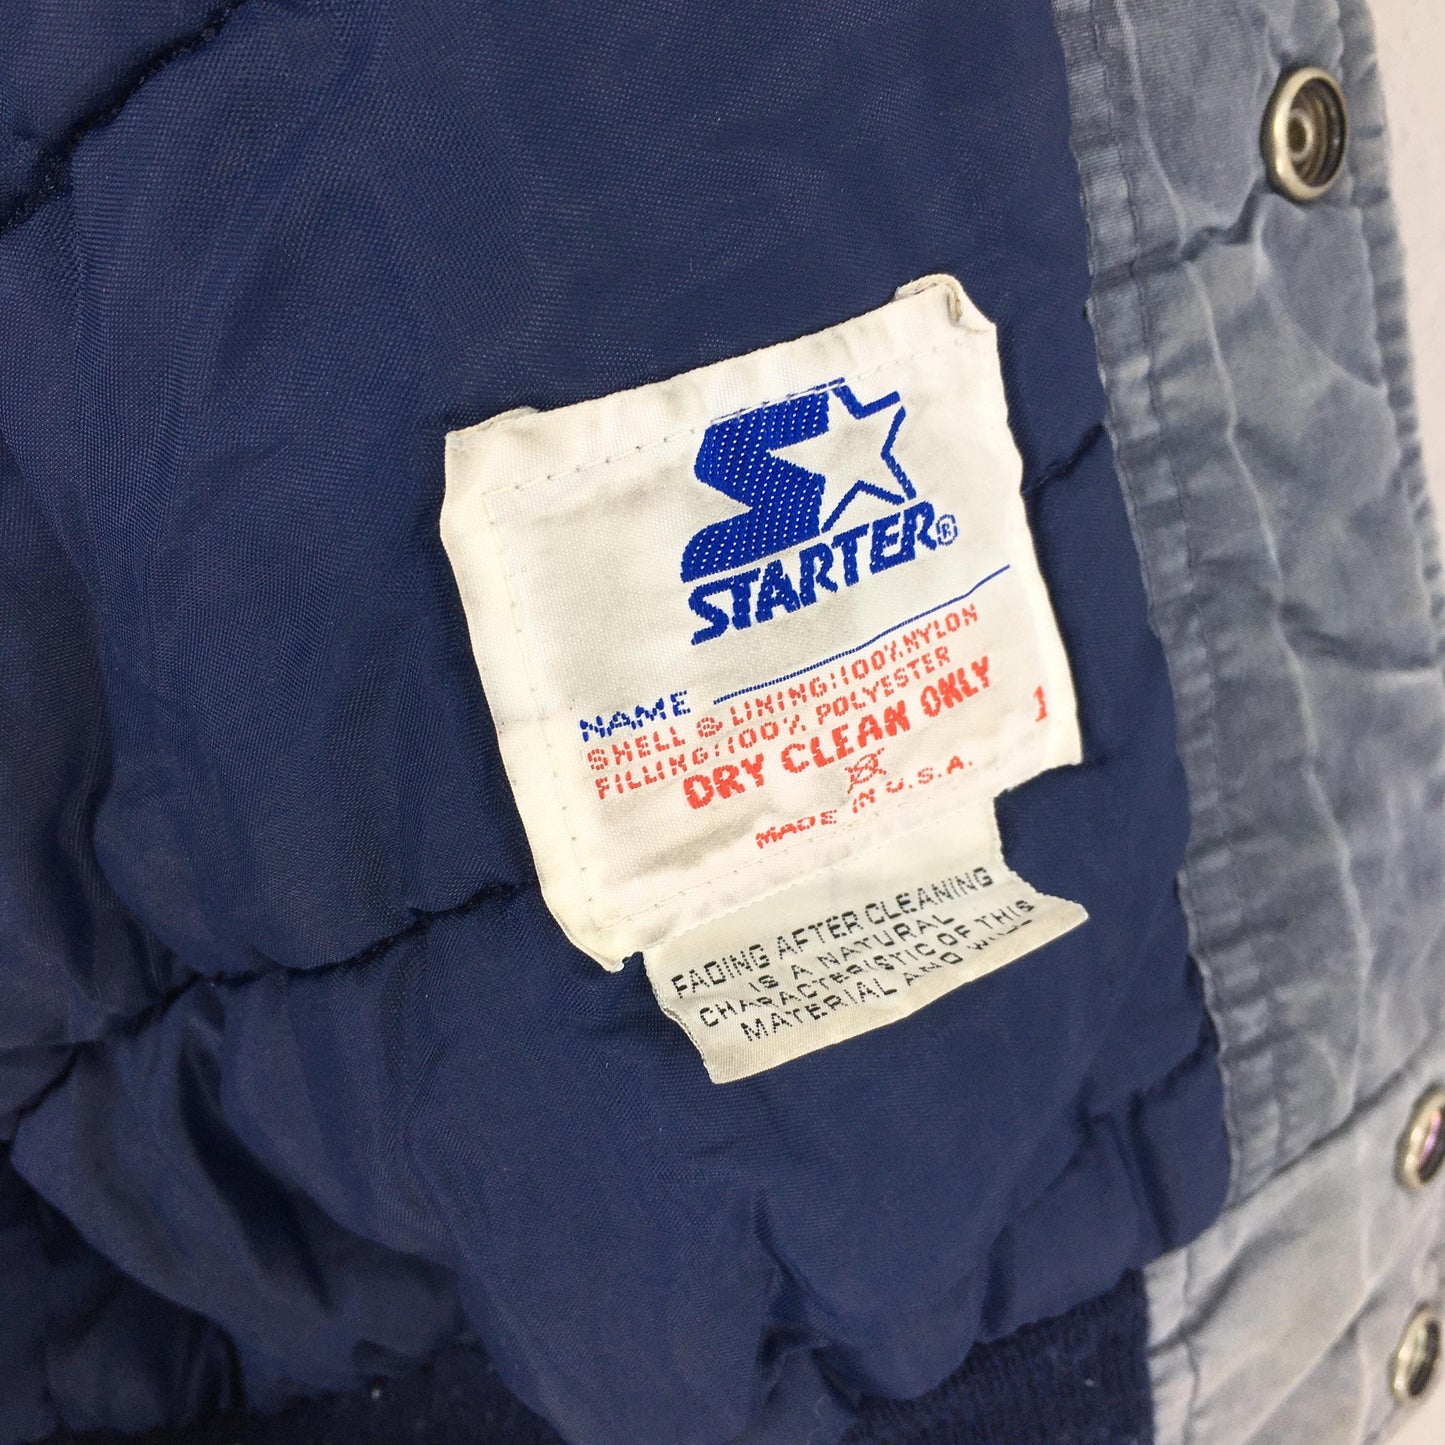 STARTER®
NAME
SHELL & LINING:100% NYLON
FILLING:100% POLYESTER
DRY CLEAN ONLY
1
MADE IN U.S.A.
FADING AFTER CLEANING
IS A NATURAL
CHARACTERISTIC OF THIS
MATERIAL AND WILL